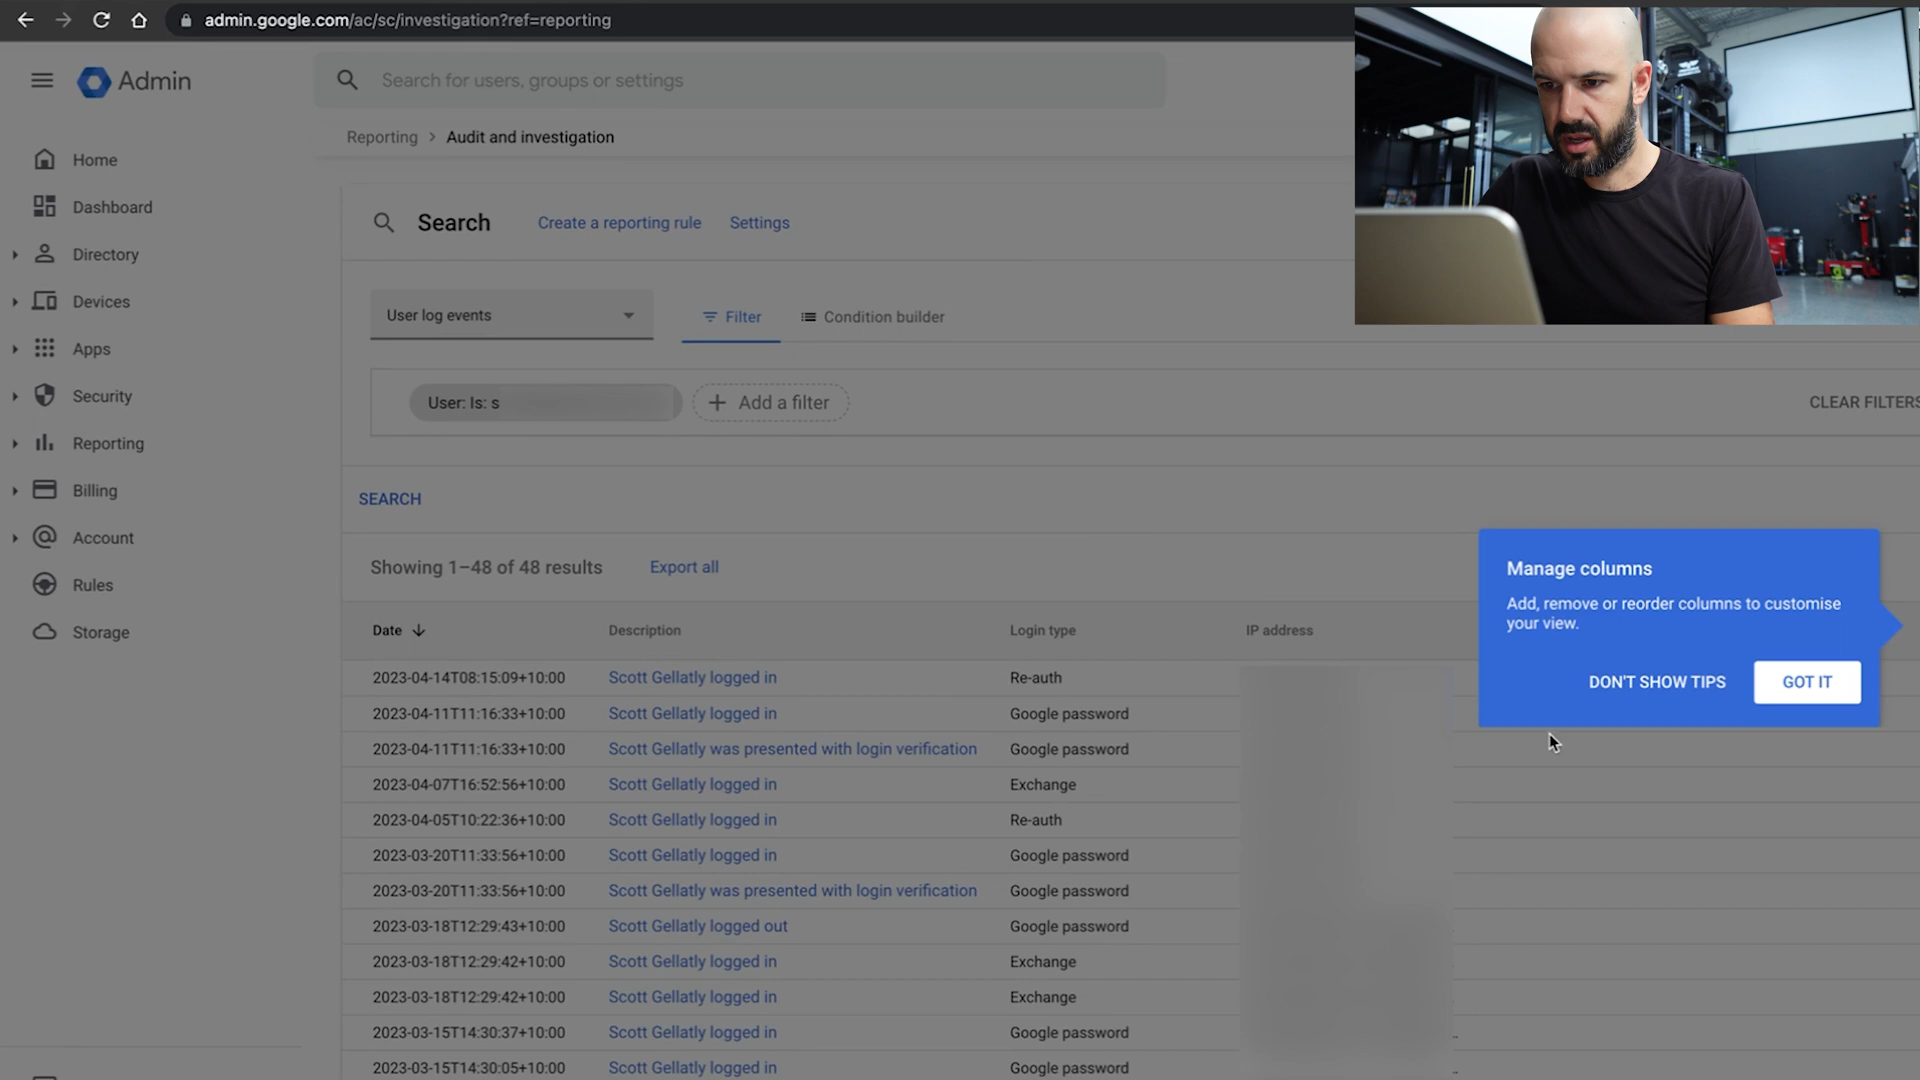 admin.google.com/ac/sc/investigation?ref=reporting
Admin
Search for users, groups or settings
Reporting > Audit and investigation
Home
Dashboard
Directory
Devices
Apps
Security
Reporting
Billing
Account
Rules
Storage
Search
Create a reporting rule
Settings
User log events
Filter
Condition builder
User: Is: s
+ Add a filter
CLEAR FILTERS
SEARCH
Showing 1–48 of 48 results
Export all
Manage columns
Add, remove or reorder columns to customise
your view.
DON'T SHOW TIPS
GOT IT
Date Description Login type IP address
2023-04-14T08:15:09+10:00 Scott Gellatly logged in Re-auth
2023-04-11T11:16:33+10:00 Scott Gellatly logged in Google password
2023-04-11T11:16:33+10:00 Scott Gellatly was presented with login verification Google password
2023-04-07T16:52:56+10:00 Scott Gellatly logged in Exchange
2023-04-05T10:22:36+10:00 Scott Gellatly logged in Re-auth
2023-03-20T11:33:56+10:00 Scott Gellatly logged in Google password
2023-03-20T11:33:56+10:00 Scott Gellatly was presented with login verification Google password
2023-03-18T12:29:43+10:00 Scott Gellatly logged out Google password
2023-03-18T12:29:42+10:00 Scott Gellatly logged in Exchange
2023-03-18T12:29:42+10:00 Scott Gellatly logged in Exchange
2023-03-15T14:30:37+10:00 Scott Gellatly logged in Google password
2023-03-15T14:30:05+10:00 Scott Gellatly logged in Google password